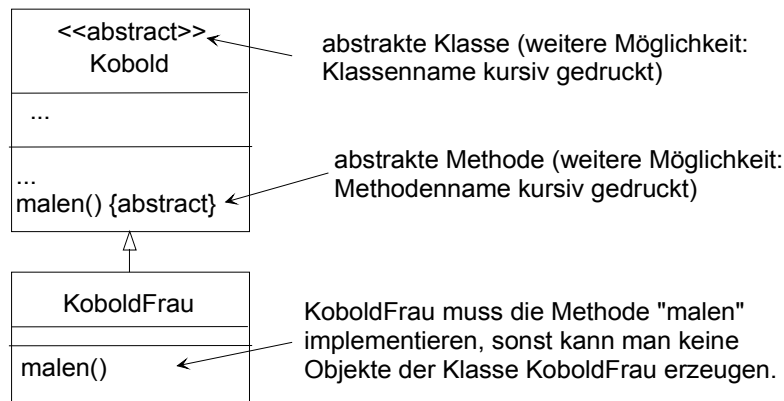 <<abstract>>
Kobold
abstrakte Klasse (weitere Möglichkeit:
Klassenname kursiv gedruckt)
...
...
malen() {abstract}
abstrakte Methode (weitere Möglichkeit:
Methodenname kursiv gedruckt)
KoboldFrau
malen()
KoboldFrau muss die Methode "malen"
implementieren, sonst kann man keine
Objekte der Klasse KoboldFrau erzeugen.